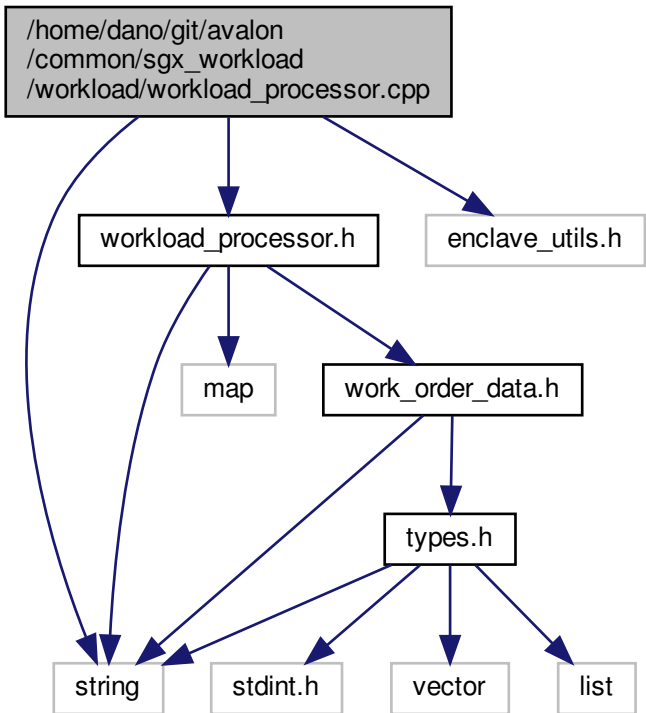 /home/dano/git/avalon
/common/sgx_workload
/workload/workload_processor.cpp
workload_processor.h
enclave_utils.h
map
work_order_data.h
types.h
string
stdint.h
vector
list